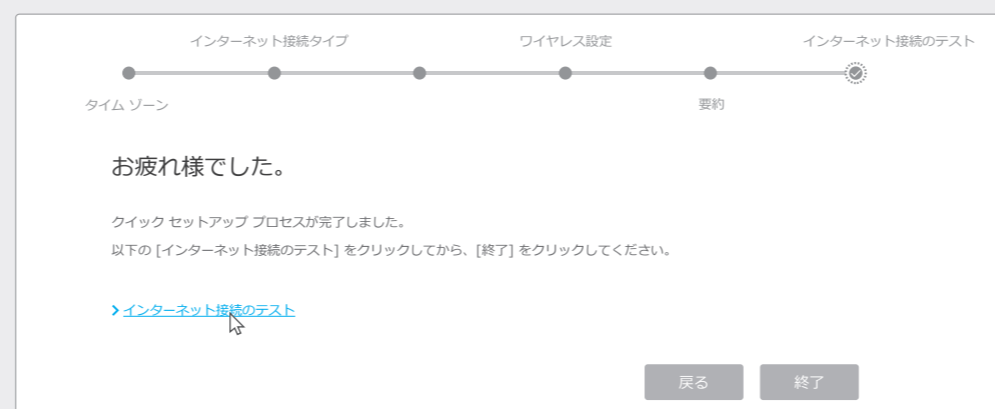 インターネット接続タイプ
ワイヤレス設定
インターネット接続のテスト
タイム ゾーン
要約
お疲れ様でした。
クイック セットアップ プロセスが完了しました。
以下の [インターネット接続のテスト] をクリックしてから、[終了] をクリックしてください。
インターネット接続のテスト
戻る
終了